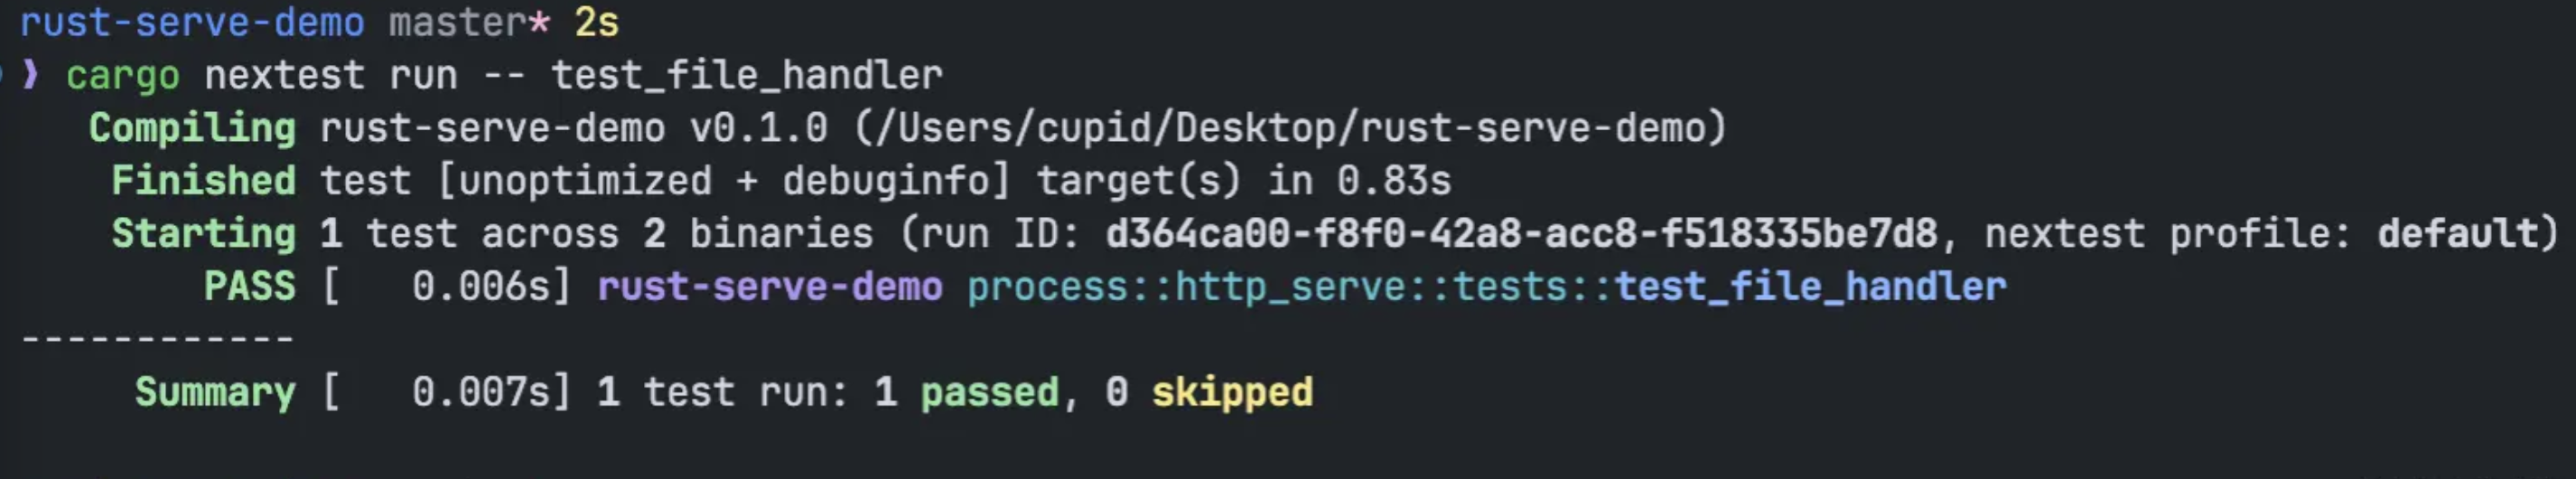 rust-serve-demo master* 2s
❯ cargo nextest run -- test_file_handler
Compiling rust-serve-demo v0.1.0 (/Users/cupid/Desktop/rust-serve-demo)
Finished test [unoptimized + debuginfo] target(s) in 0.83s
Starting 1 test across 2 binaries (run ID: d364ca00-f8f0-42a8-acc8-f518335be7d8, nextest profile: default)
PASS [   0.006s] rust-serve-demo process::http_serve::tests::test_file_handler
------------
Summary [   0.007s] 1 test run: 1 passed, 0 skipped